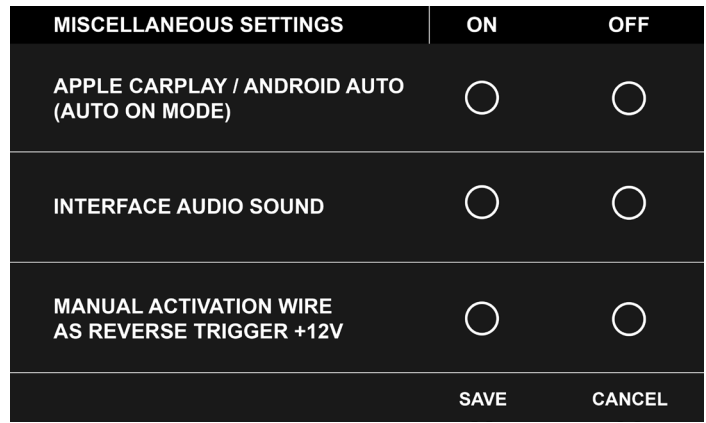 MISCELLANEOUS SETTINGS ON OFF
APPLE CARPLAY / ANDROID AUTO
(AUTO ON MODE)
INTERFACE AUDIO SOUND
MANUAL ACTIVATION WIRE
AS REVERSE TRIGGER +12V
SAVE CANCEL